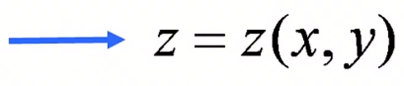 z = z(x, y)